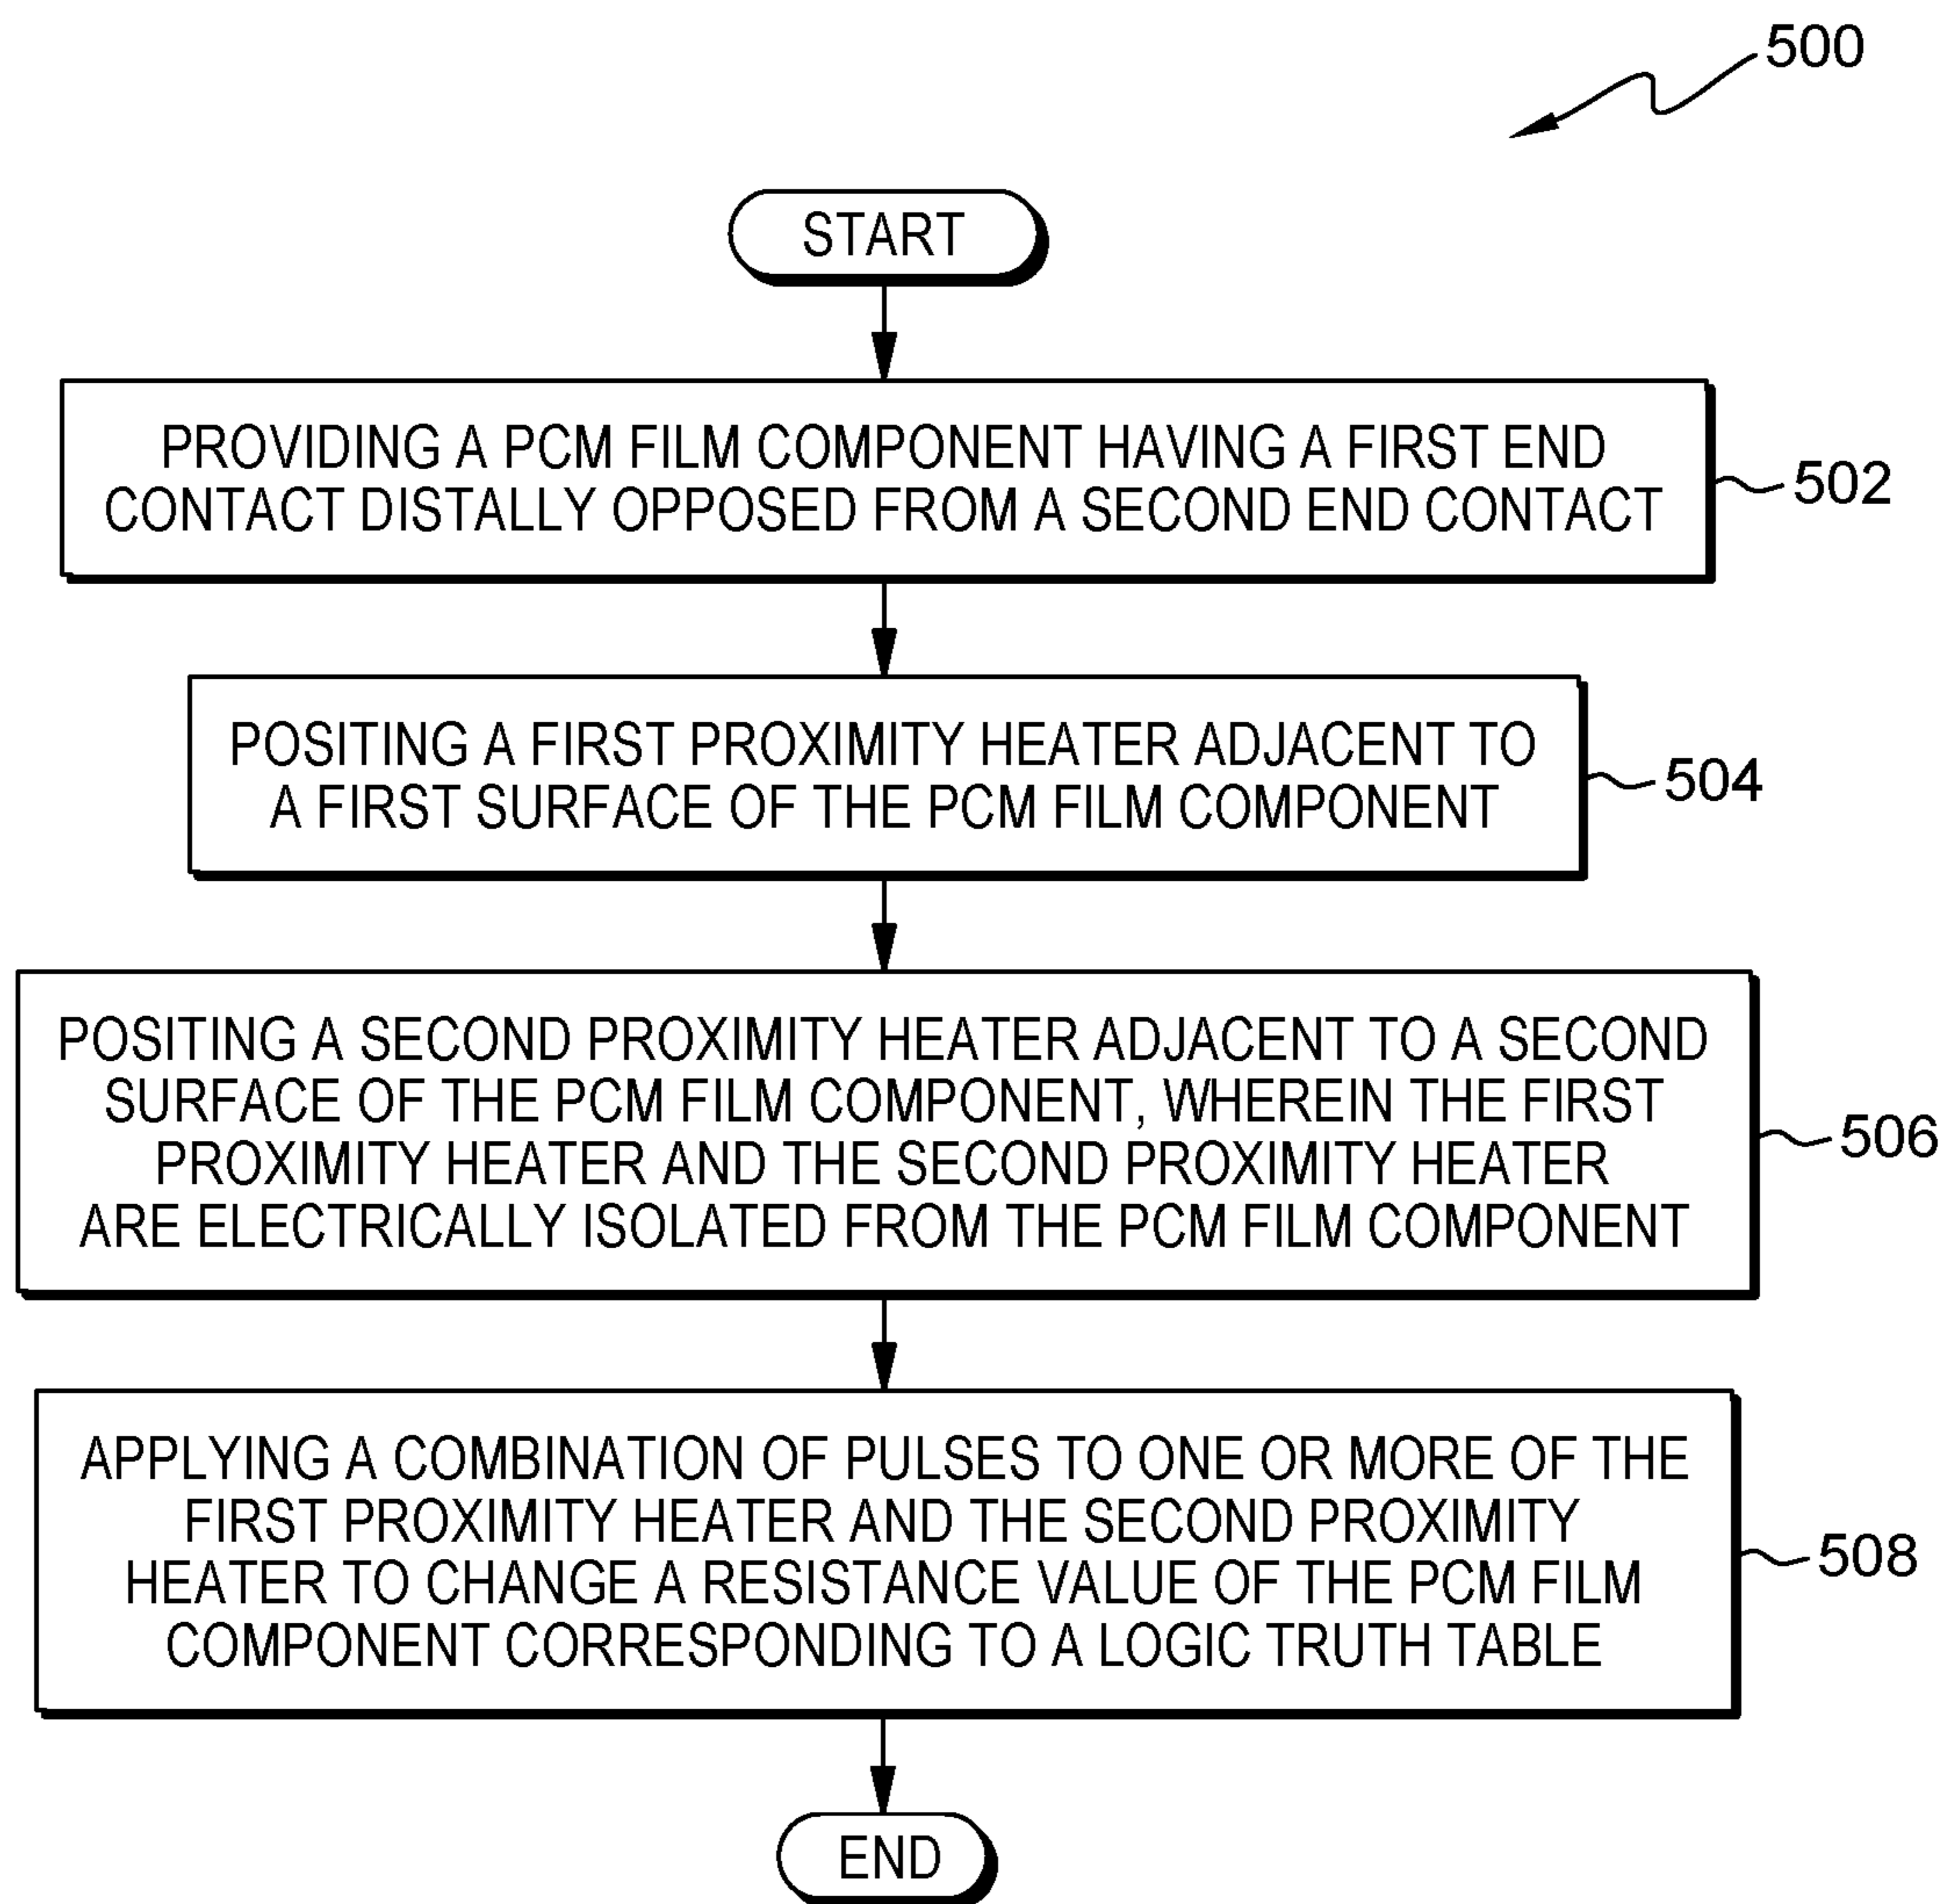 500
START
PROVIDING A PCM FILM COMPONENT HAVING A FIRST END
CONTACT DISTALLY OPPOSED FROM A SECOND END CONTACT
502
POSITING A FIRST PROXIMITY HEATER ADJACENT TO
A FIRST SURFACE OF THE PCM FILM COMPONENT
504
POSITING A SECOND PROXIMITY HEATER ADJACENT TO A SECOND
SURFACE OF THE PCM FILM COMPONENT, WHEREIN THE FIRST
PROXIMITY HEATER AND THE SECOND PROXIMITY HEATER
ARE ELECTRICALLY ISOLATED FROM THE PCM FILM COMPONENT
506
APPLYING A COMBINATION OF PULSES TO ONE OR MORE OF THE
FIRST PROXIMITY HEATER AND THE SECOND PROXIMITY
HEATER TO CHANGE A RESISTANCE VALUE OF THE PCM FILM
COMPONENT CORRESPONDING TO A LOGIC TRUTH TABLE
508
END